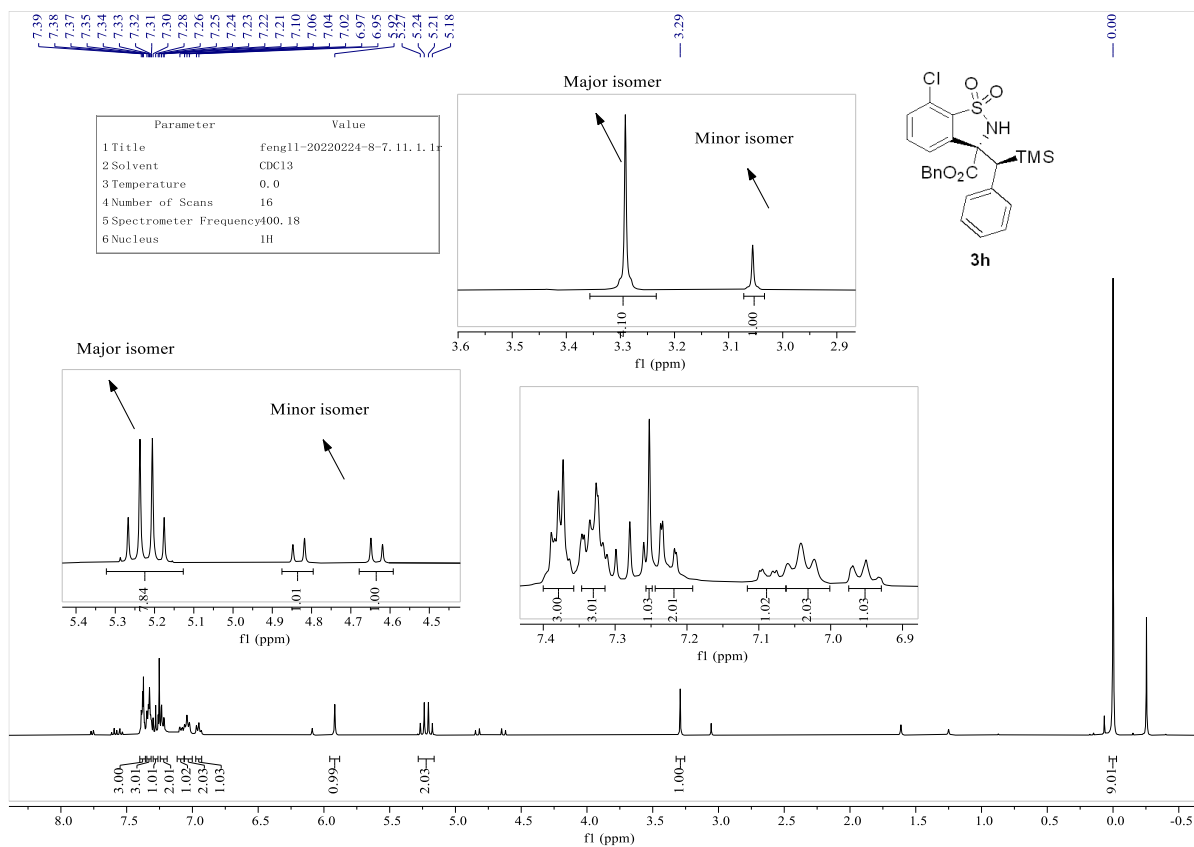 7.39 7.38 7.37 7.35 7.34 7.33 7.32 7.31 7.30 7.28 7.26 7.25 7.24 7.23 7.22 7.21 7.10 7.06 7.04 7.02 6.97 6.95 5.92 5.27 5.24 5.21 5.18
3.29
0.00
Parameter Value
1 Title fengll-20220224-8-7.11.1.1r
2 Solvent CDCl3
3 Temperature 0.0
4 Number of Scans 16
5 Spectrometer Frequency 400.18
6 Nucleus 1H
Major isomer
Minor isomer
4.10 1.00
3.6 3.5 3.4 3.3 3.2 3.1 3.0 2.9
f1 (ppm)
Cl
O O
S
NH
TMS
BnO2C
3h
Major isomer
Minor isomer
7.84 1.01 1.00
5.4 5.3 5.2 5.1 5.0 4.9 4.8 4.7 4.6 4.5
f1 (ppm)
3.00 3.01 1.03 2.01 1.02 2.03 1.03
7.4 7.3 7.2 7.1 7.0 6.9
f1 (ppm)
3.00 3.01 1.01 2.01 1.02 2.03 1.03 0.99 2.03 1.00 9.01
8.0 7.5 7.0 6.5 6.0 5.5 5.0 4.5 4.0 3.5 3.0 2.5 2.0 1.5 1.0 0.5 0.0 -0.5
f1 (ppm)